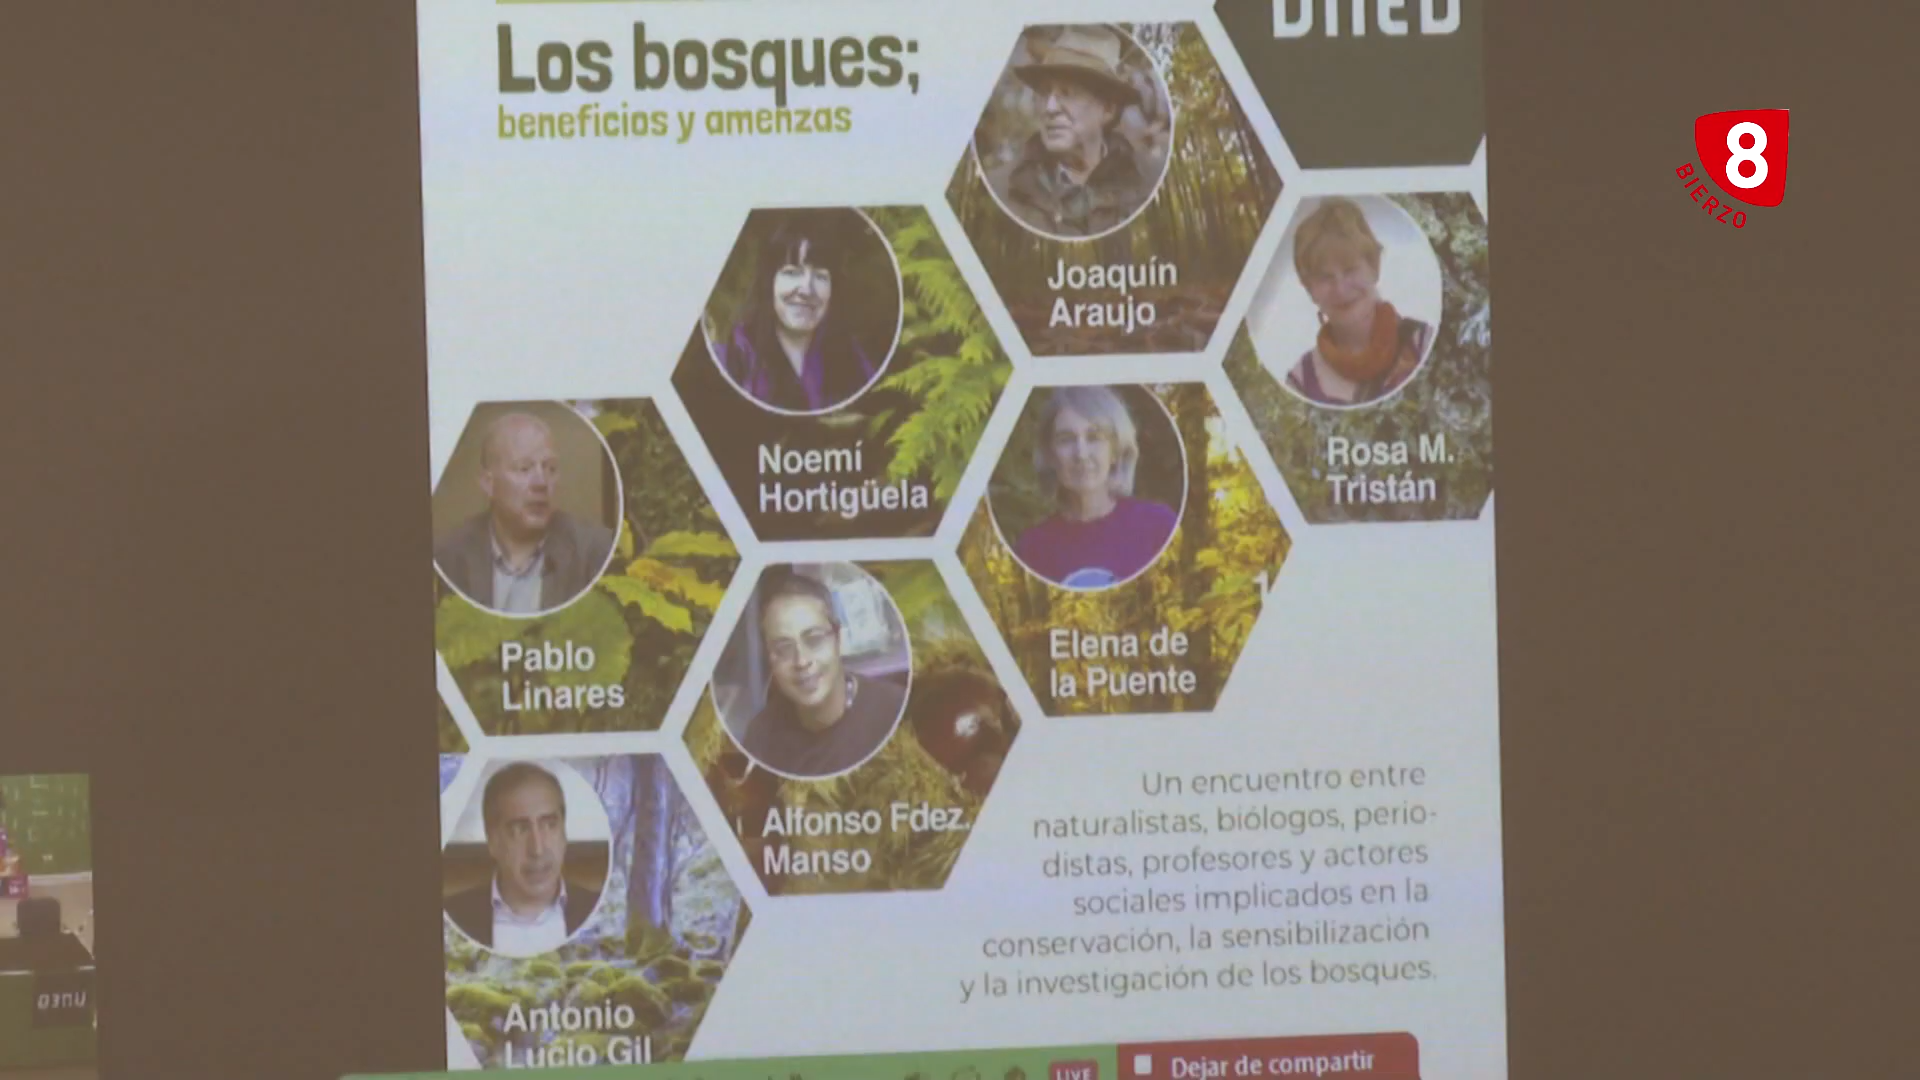 UNED
Los bosques;
beneficios y amenzas
8
BIERZO
Joaquín
Araujo
Noemí
Hortigüela
Rosa M.
Tristán
Pablo
Linares
Elena de
la Puente
Alfonso Fdez.
Manso
Antonio
Lucio Gil
Un encuentro entre
naturalistas, biólogos, perio-
distas, profesores y actores
sociales implicados en la
conservación, la sensibilización
y la investigación de los bosques.
LIVE
Dejar de compartir